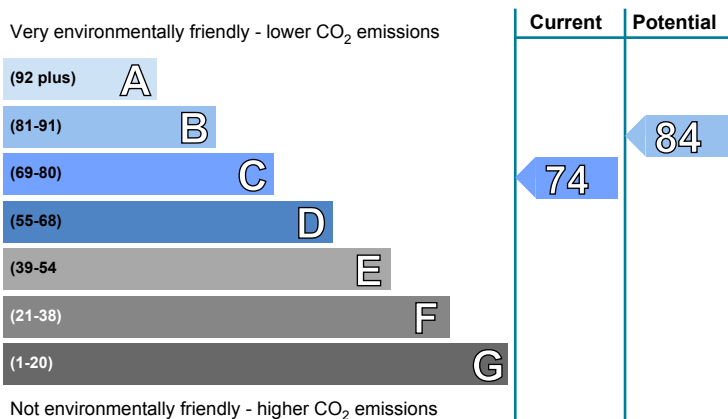 Current Potential
Very environmentally friendly - lower CO2 emissions
(92 plus) A
(81-91) B
84
(69-80) C
74
(55-68) D
(39-54 E
(21-38) F
(1-20) G
Not environmentally friendly - higher CO2 emissions